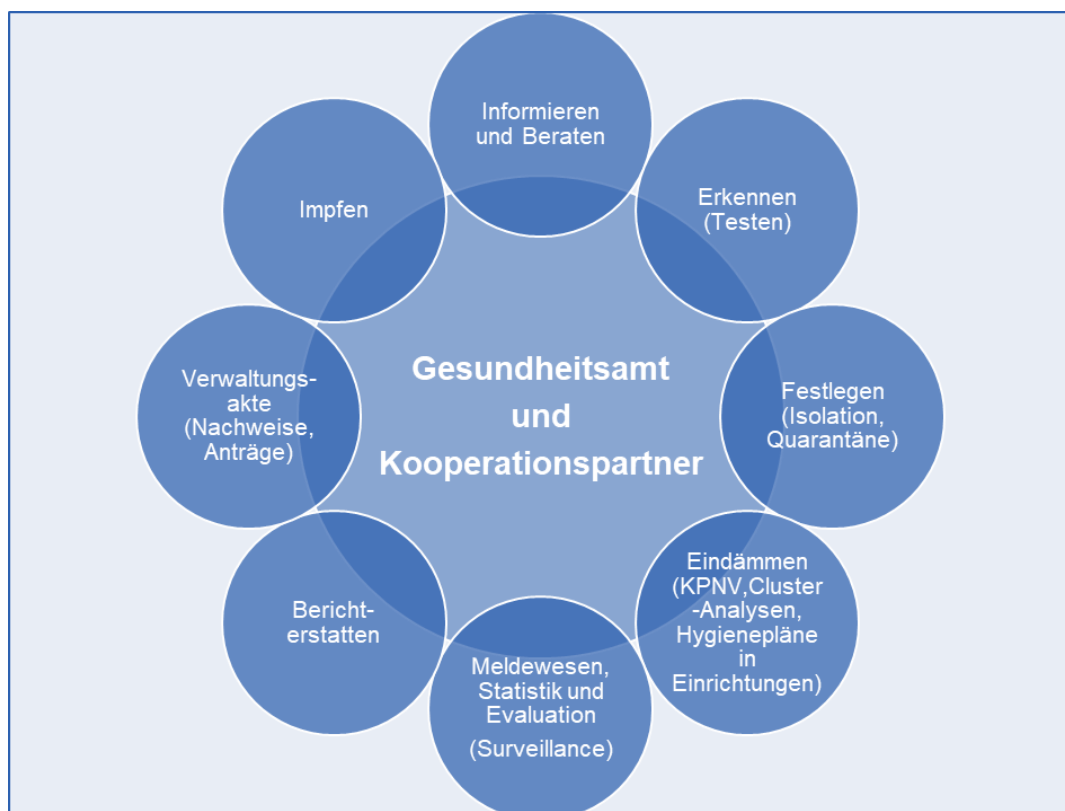 Informieren
und Beraten
Erkennen
(Testen)
Festlegen
(Isolation,
Quarantäne)
Eindämmen
(KPNV,Cluster
-Analysen,
Hygienepläne
in
Einrichtungen)
Meldewesen,
Statistik und
Evaluation
(Surveillance)
Bericht-
erstatten
Verwaltungs-
akte
(Nachweise,
Anträge)
Impfen
Gesundheitsamt
und
Kooperationspartner